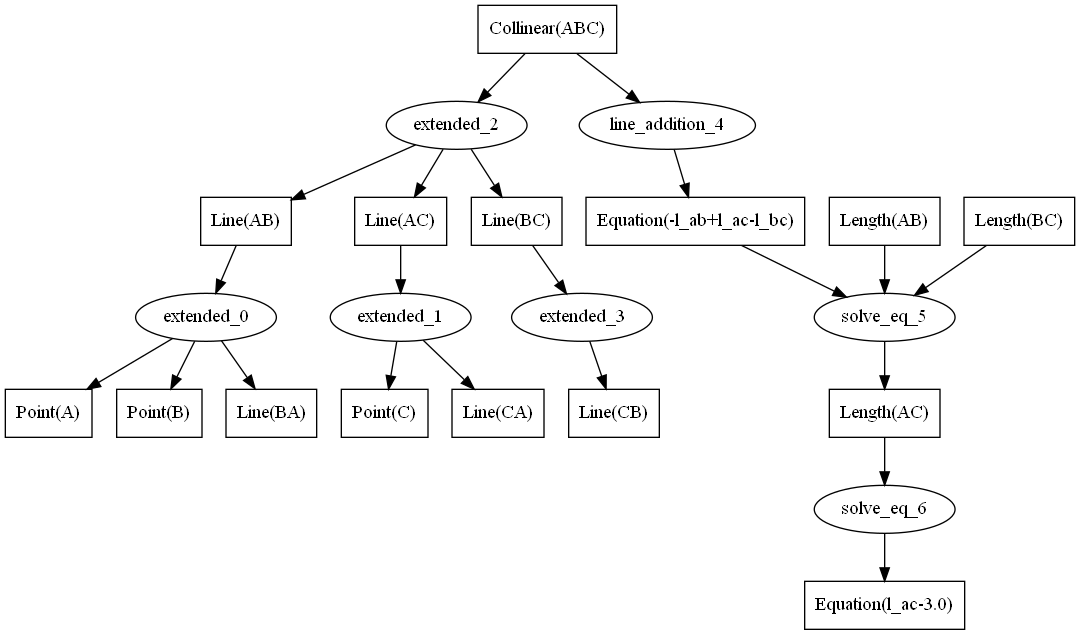 Collinear(ABC)
extended_2
line_addition_4
Line(AB)
Line(AC)
Line(BC)
Equation(-l_ab+l_ac-l_bc)
Length(AB)
Length(BC)
extended_0
extended_1
extended_3
solve_eq_5
Point(A)
Point(B)
Line(BA)
Point(C)
Line(CA)
Line(CB)
Length(AC)
solve_eq_6
Equation(l_ac-3.0)